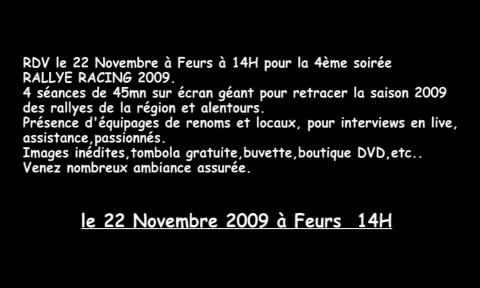 RDV le 22 Novembre à Feurs à 14H pour la 4ème soirée
RALLYE RACING 2009.
4 séances de 45mn sur écran géant pour retracer la saison 2009
des rallyes de la région et alentours.
Présence d'équipages de renoms et locaux, pour interviews en live,
assistance,passionnés.
Images inédites,tombola gratuite,buvette,boutique DVD,etc..
Venez nombreux ambiance assurée.
le 22 Novembre 2009 à Feurs 14H